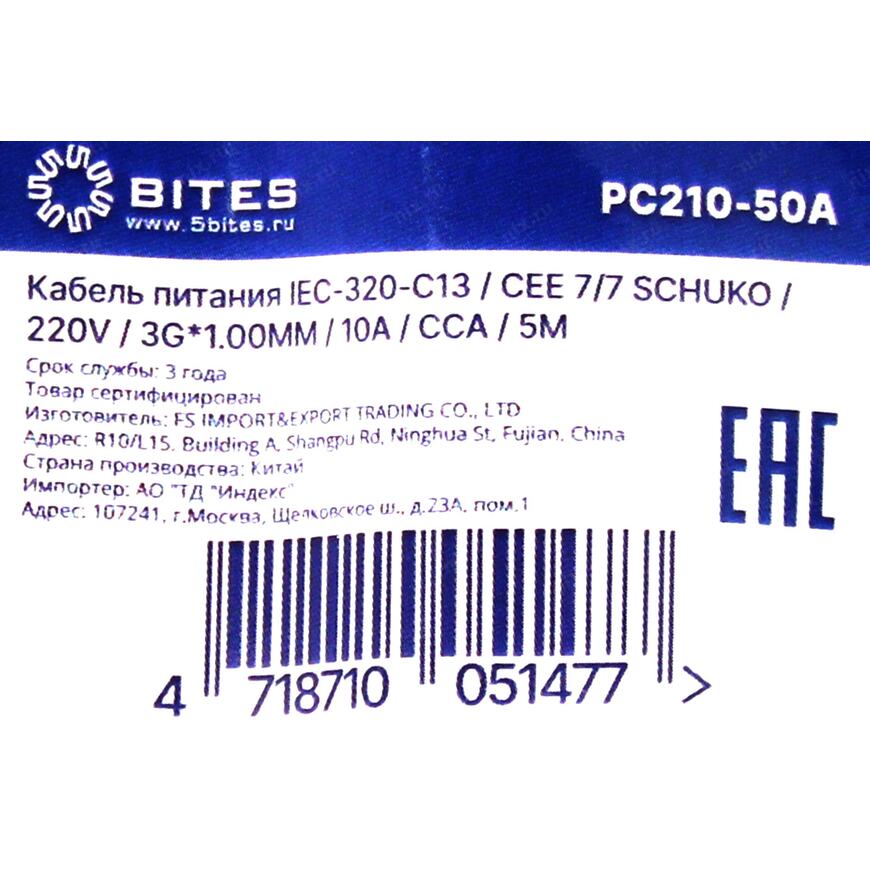 BITES
www.5bites.ru
PC210-50A
Кабель питания IEC-320-C13 / CEE 7/7 SCHUKO /
220V / 3G*1.00MM / 10A / CCA / 5M
Срок службы: 3 года
Товар сертифицирован
Изготовитель: FS IMPORT&EXPORT TRADING CO., LTD
Адрес: R10/L15, Building A, Shangpu Rd, Ninghua St, Fujian, China
Страна производства: Китай
Импортер: АО "ТД "Индекс"
Адрес: 107241, г.Москва, Щелковское ш., д.23А, пом.1
EAC
4 718710 051477 >